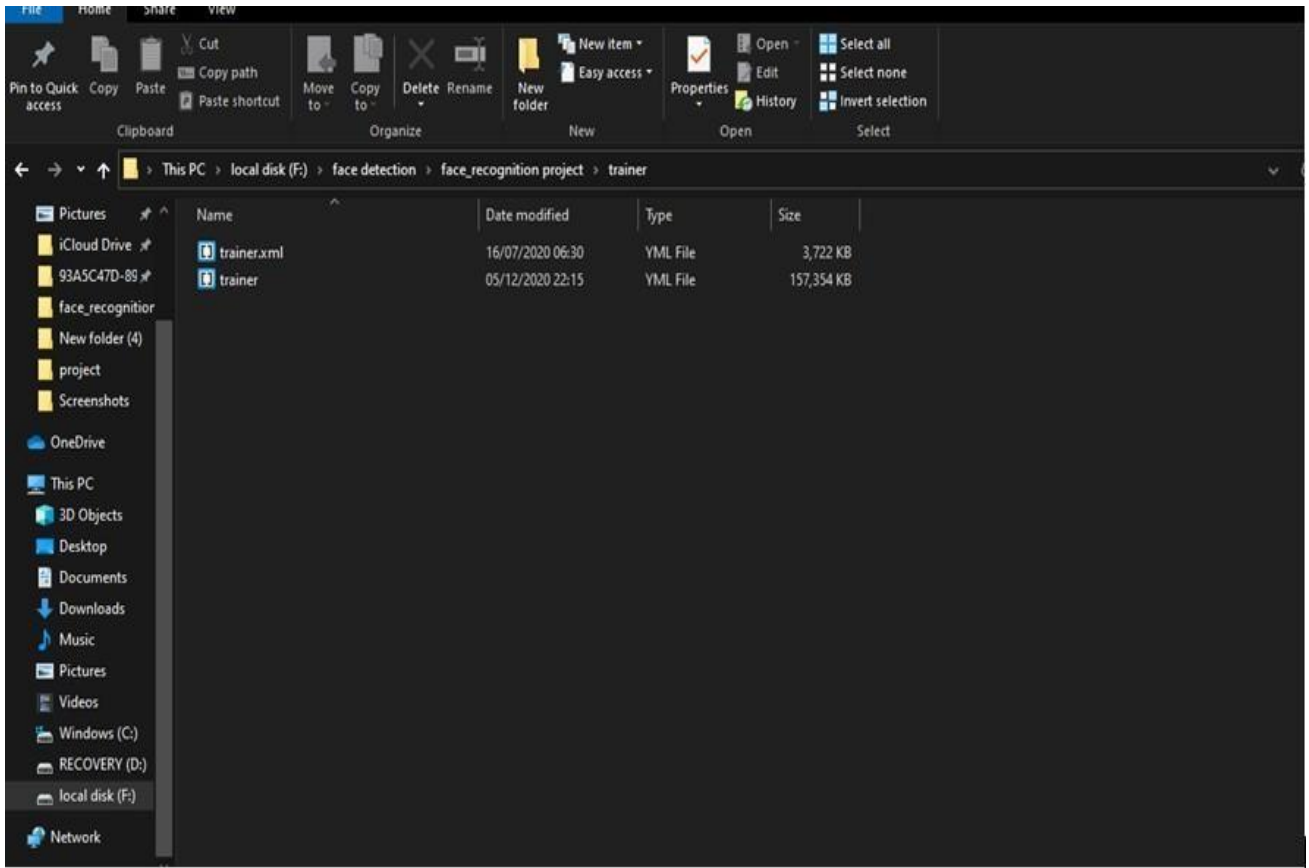 File Home Share View
Cut
Copy path
Paste shortcut
Pin to Quick access
Copy
Paste
Move to
Copy to
Delete
Rename
New folder
New item
Easy access
Properties
Open
Edit
History
Select all
Select none
Invert selection
Clipboard Organize New Open Select
This PC > local disk (F:) > face detection > face_recognition project > trainer
Name Date modified Type Size
trainer.xml 16/07/2020 06:30 YML File 3,722 KB
trainer 05/12/2020 22:15 YML File 157,354 KB
Pictures
iCloud Drive
93A5C47D-89
face_recognitior
New folder (4)
project
Screenshots
OneDrive
This PC
3D Objects
Desktop
Documents
Downloads
Music
Pictures
Videos
Windows (C:)
RECOVERY (D:)
local disk (F:)
Network